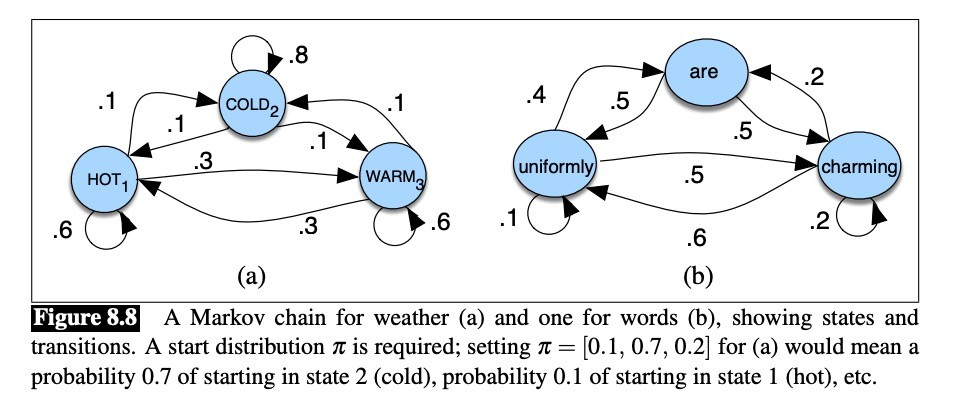 .8
.1
COLD2
.1
.1
.1
.3
HOT1
WARM3
.6
.3
.6
(a)
are
.4
.5
.2
.5
uniformly
charming
.5
.1
.2
.6
(b)
Figure 8.8 A Markov chain for weather (a) and one for words (b), showing states and
transitions. A start distribution π is required; setting π = [0.1, 0.7, 0.2] for (a) would mean a
probability 0.7 of starting in state 2 (cold), probability 0.1 of starting in state 1 (hot), etc.